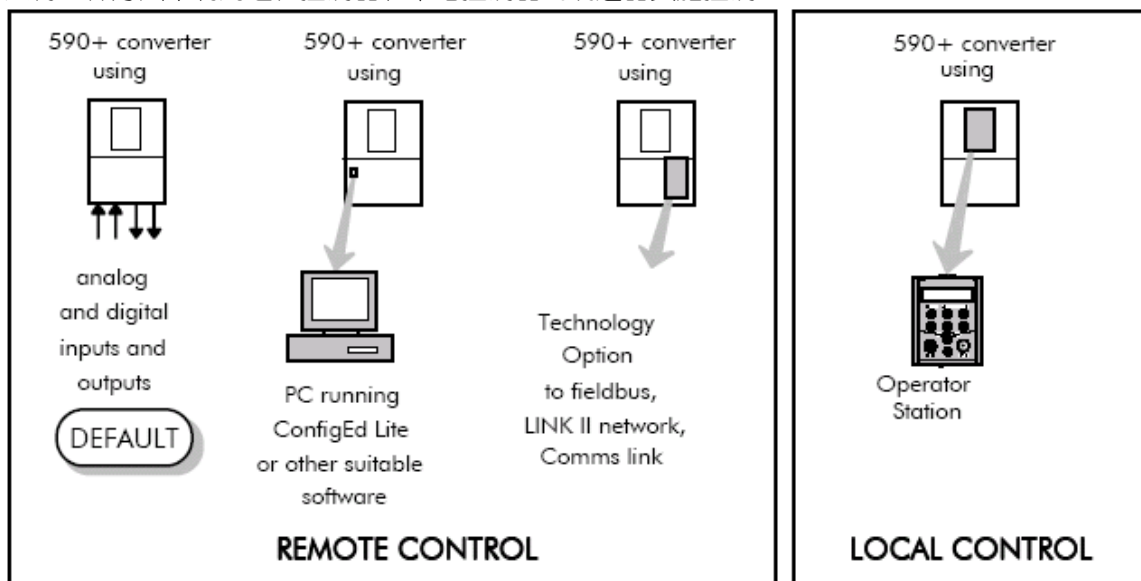 590+ converter
using
analog
and digital
inputs and
outputs
DEFAULT
590+ converter
using
PC running
ConfigEd Lite
or other suitable
software
590+ converter
using
Technology
Option
to fieldbus,
LINK II network,
Comms link
REMOTE CONTROL
590+ converter
using
Operator
Station
LOCAL CONTROL